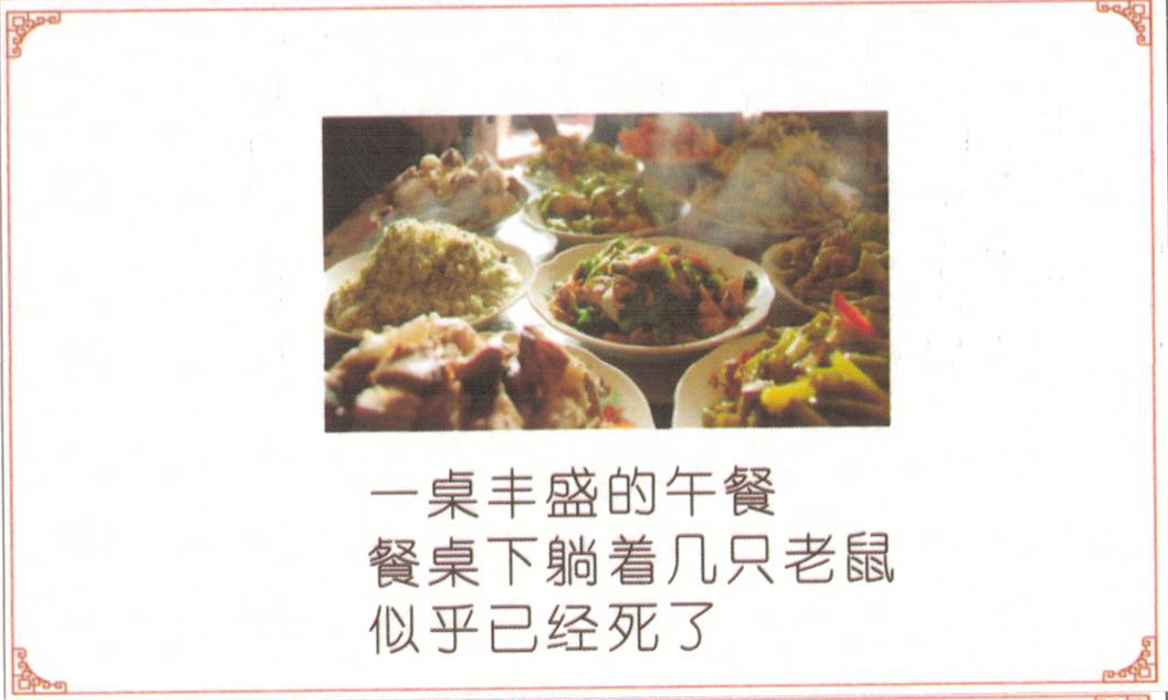 一桌丰盛的午餐
餐桌下躺着几只老鼠
似乎已经死了